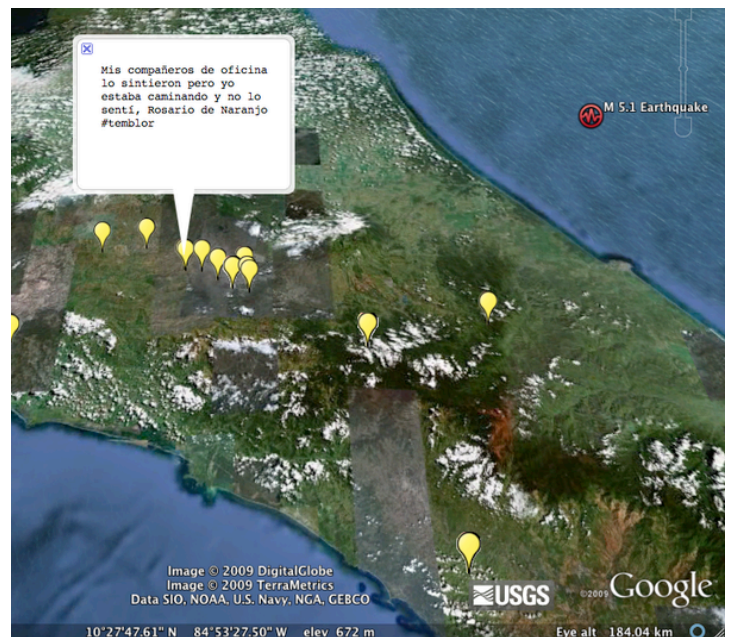 Mis compañeros de oficina
lo sintieron pero yo
estaba caminando y no lo
sentí, Rosario de Naranjo
#temblor
M 5.1 Earthquake
Image © 2009 DigitalGlobe
Image © 2009 TerraMetrics
Data SIO, NOAA, U.S. Navy, NGA, GEBCO
USGS
©2009 Google
10°27'47.61" N 84°53'27.50" W elev 672 m
Eye alt 184.04 km